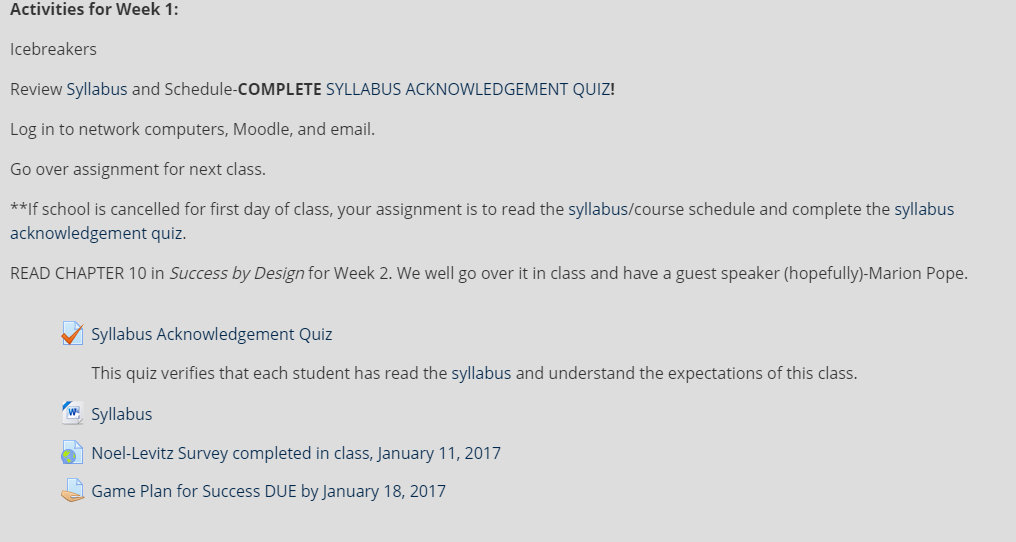 Activities for Week 1:
Icebreakers
Review Syllabus and Schedule-COMPLETE SYLLABUS ACKNOWLEDGEMENT QUIZ!
Log in to network computers, Moodle, and email.
Go over assignment for next class.
**If school is cancelled for first day of class, your assignment is to read the syllabus/course schedule and complete the syllabus
acknowledgement quiz.
READ CHAPTER 10 in Success by Design for Week 2. We well go over it in class and have a guest speaker (hopefully)-Marion Pope.
Syllabus Acknowledgement Quiz
This quiz verifies that each student has read the syllabus and understand the expectations of this class.
Syllabus
Noel-Levitz Survey completed in class, January 11, 2017
Game Plan for Success DUE by January 18, 2017